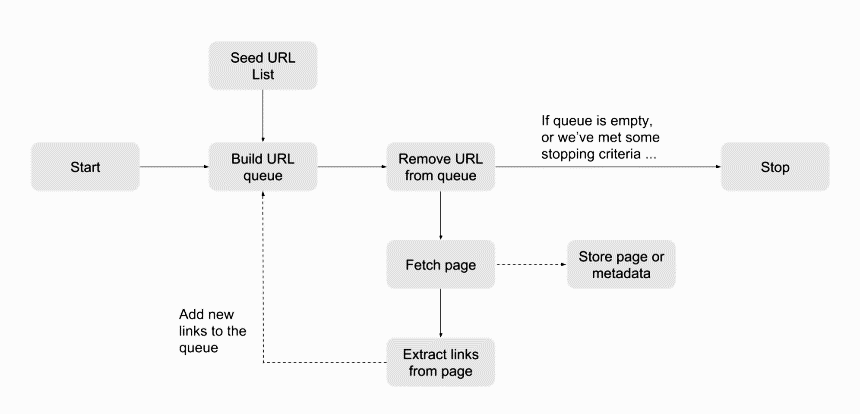 Seed URL
List
If queue is empty,
or we've met some
stopping criteria ...
Start
Build URL
queue
Remove URL
from queue
Stop
Fetch page
Store page or
metadata
Add new
links to the
queue
Extract links
from page